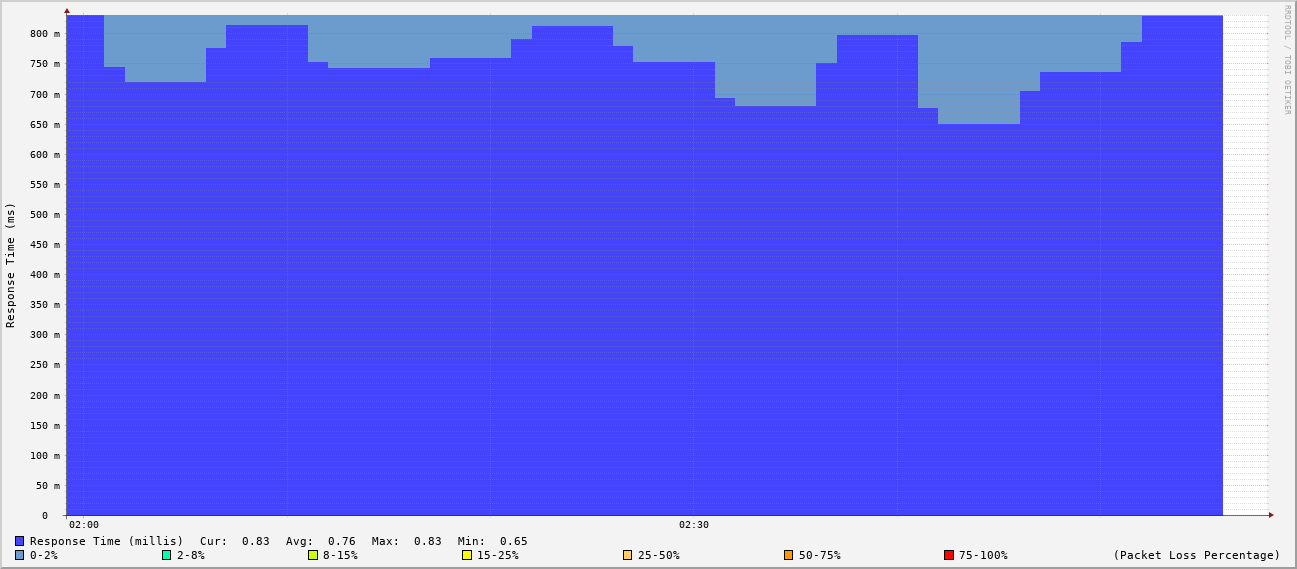 RRDTOOL / TOBI OETIKER
Response Time (ms)
800 m
750 m
700 m
650 m
600 m
550 m
500 m
450 m
400 m
350 m
300 m
250 m
200 m
150 m
100 m
50 m
0
02:00 02:30
Response Time (millis) Cur: 0.83 Avg: 0.76 Max: 0.83 Min: 0.65
0-2% 2-8% 8-15% 15-25% 25-50% 50-75% 75-100% (Packet Loss Percentage)